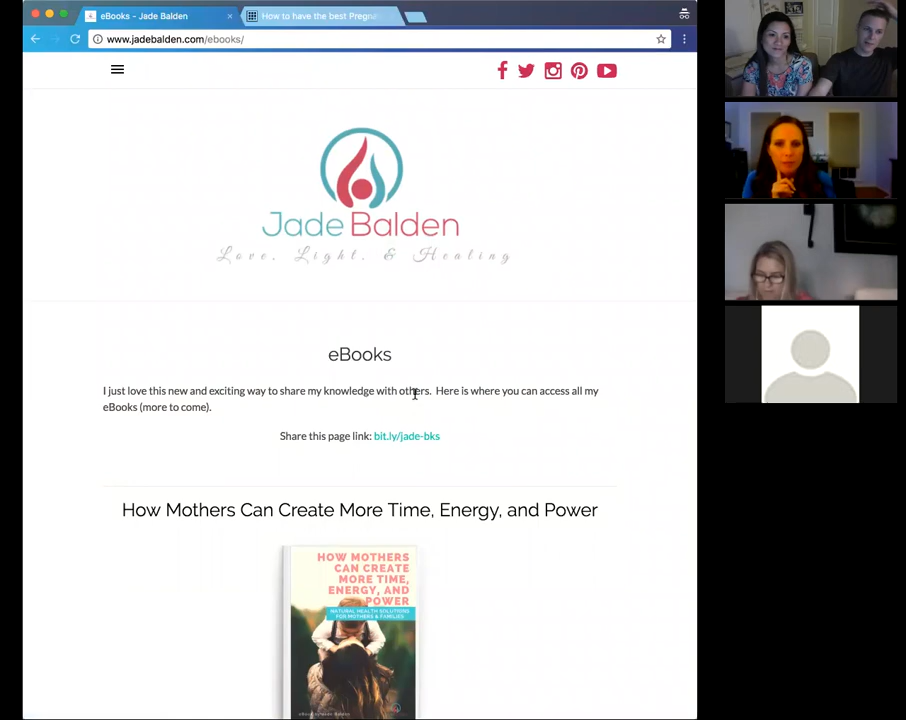 eBooks - Jade Balden
How to have the best Pregn
www.jadebalden.com/ebooks/
Jade Balden
Love, Light, & Healing
eBooks
I just love this new and exciting way to share my knowledge with others. Here is where you can access all my
eBooks (more to come).
Share this page link: bit.ly/jade-bks
How Mothers Can Create More Time, Energy, and Power
HOW MOTHERS
CAN CREATE
MORE TIME,
ENERGY, AND
POWER
NATURAL HEALTH SOLUTIONS
FOR MOTHERS & FAMILIES